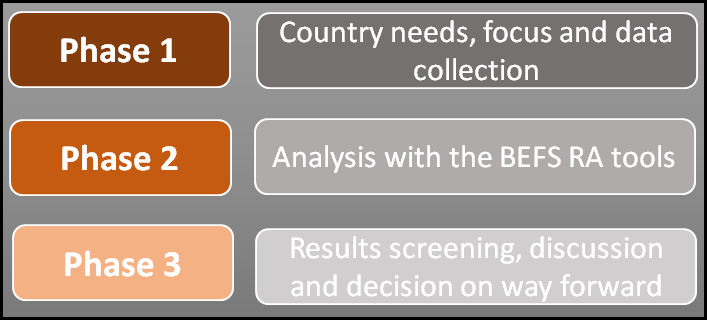 Phase 1
Country needs, focus and data
collection
Phase 2
Analysis with the BEFS RA tools
Phase 3
Results screening, discussion
and decision on way forward